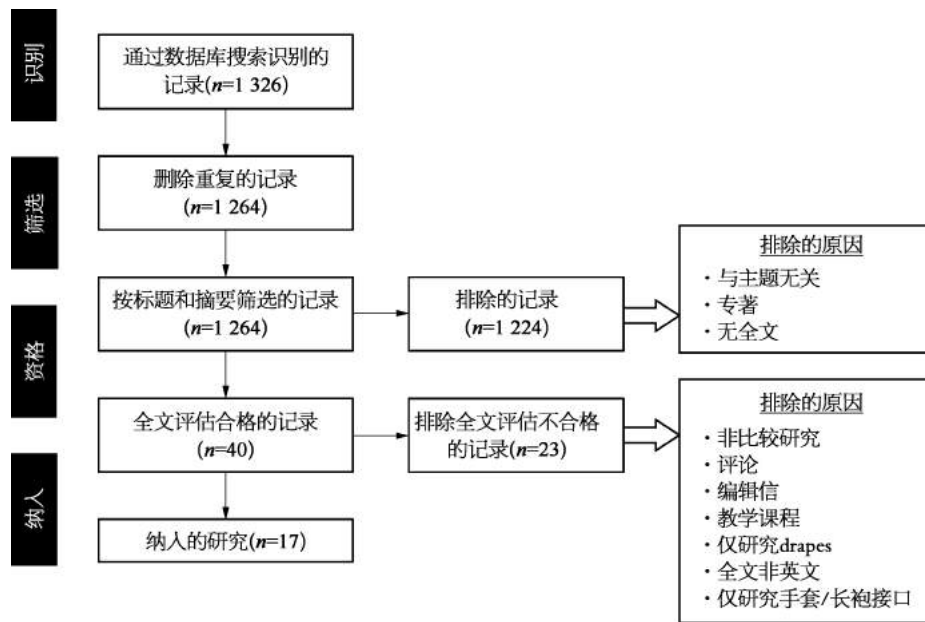 识别
通过数据库搜索识别的
记录(n=1 326)
筛选
删除重复的记录
(n=1 264)
按标题和摘要筛选的记录
(n=1 264)
排除的记录
(n=1 224)
排除的原因
·与主题无关
·专著
·无全文
资格
全文评估合格的记录
(n=40)
排除全文评估不合格
的记录(n=23)
排除的原因
·非比较研究
·评论
·编辑信
·教学课程
·仅研究drapes
·全文非英文
·仅研究手套/长袍接口
纳入
纳入的研究(n=17)